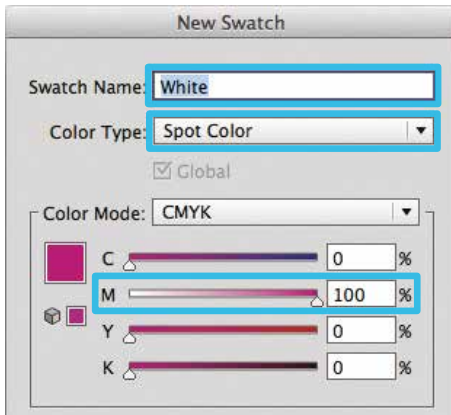 New Swatch
Swatch Name: White
Color Type: Spot Color
Global
Color Mode: CMYK
C 0 %
M 100 %
Y 0 %
K 0 %